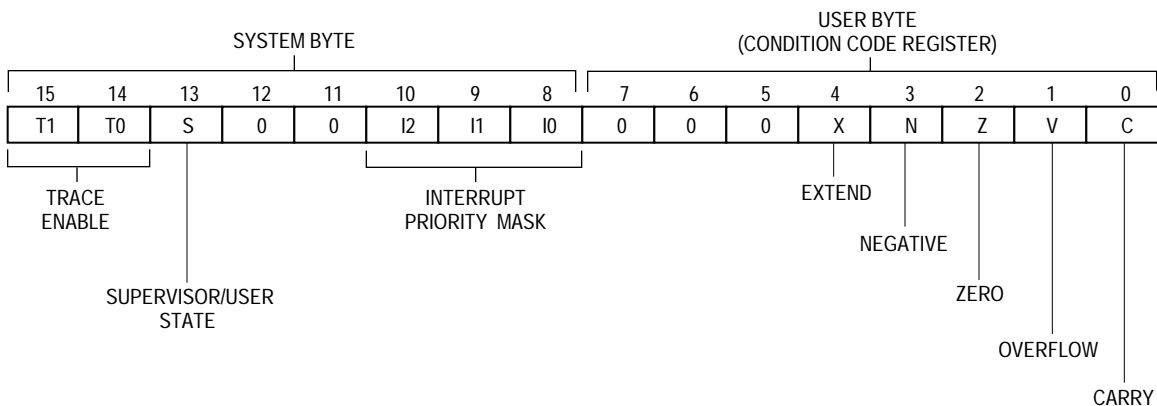 USER BYTE
SYSTEM BYTE
(CONDITION CODE REGISTER)
15 14 13 12 11 10 9 8 7 6 5 4 3 2 1 0
T1 T0 S 0 0 I2 I1 I0 0 0 0 X N Z V C
TRACE
ENABLE
INTERRUPT
PRIORITY MASK
EXTEND
NEGATIVE
SUPERVISOR/USER
STATE
ZERO
OVERFLOW
CARRY